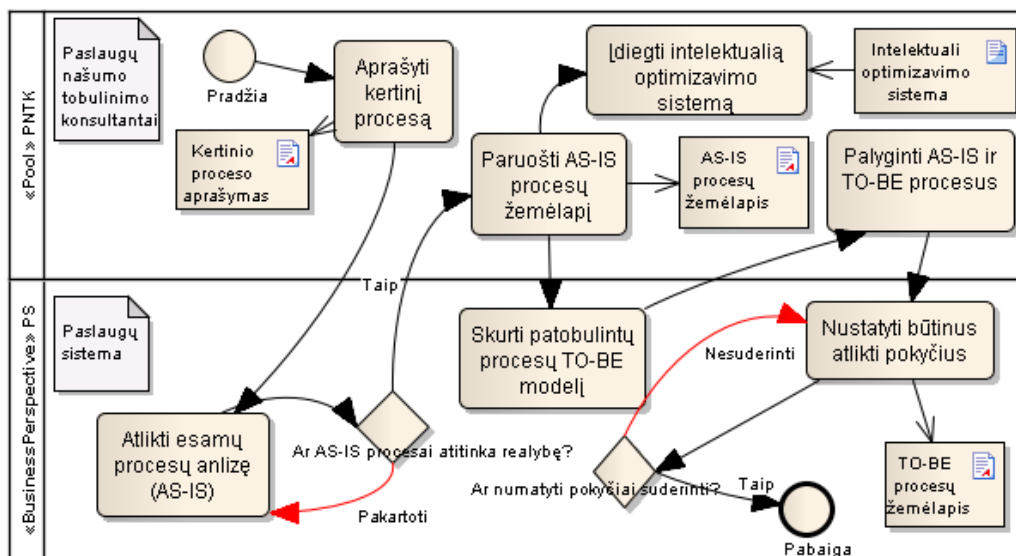 «Pool» PNTK
Paslaugų
našumo
tobulinimo
konsultantai
Pradžia
Aprašyti
kertinį
procesą
Kertinio
proceso
aprašymas
Įdiegti intelektualią
optimizavimo
sistemą
Intelektuali
optimizavimo
sistema
Paruošti AS-IS
procesų
žemėlapį
AS-IS
procesų
žemėlapis
Palyginti AS-IS ir
TO-BE procesus
Taip
«BusinessPerspective» PS
Paslaugų
sistema
Skurti patobulintų
procesų TO-BE
modelį
Nesuderinti
Nustatyti būtinus
atlikti pokyčius
Atlikti esamų
procesų anlizę
(AS-IS)
Ar AS-IS procesai atitinka realybę?
Pakartoti
Ar numatyti pokyčiai suderinti?
Taip
Pabaiga
TO-BE
procesų
žemėlapis